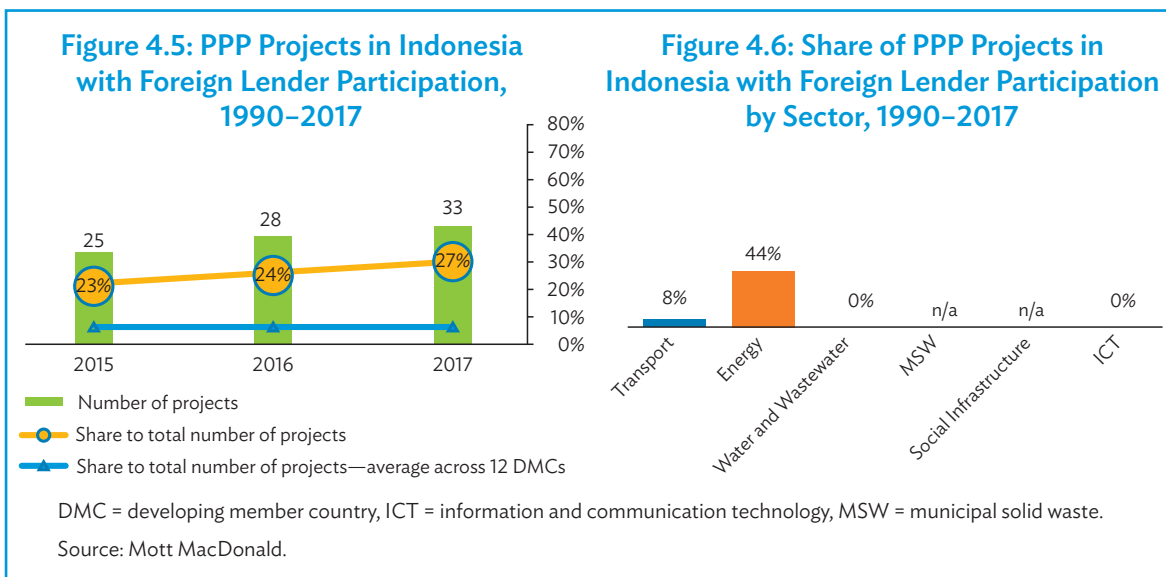 Figure 4.5: PPP Projects in Indonesia
with Foreign Lender Participation,
1990–2017
80%
70%
60%
50%
40%
30%
20%
10%
0%
25
28
33
23%
24%
27%
2015
2016
2017
Number of projects
Share to total number of projects
Share to total number of projects—average across 12 DMCs
Figure 4.6: Share of PPP Projects in
Indonesia with Foreign Lender Participation
by Sector, 1990–2017
8%
44%
0%
n/a
n/a
0%
Transport
Energy
Water and Wastewater
MSW
Social Infrastructure
ICT
DMC = developing member country, ICT = information and communication technology, MSW = municipal solid waste.
Source: Mott MacDonald.